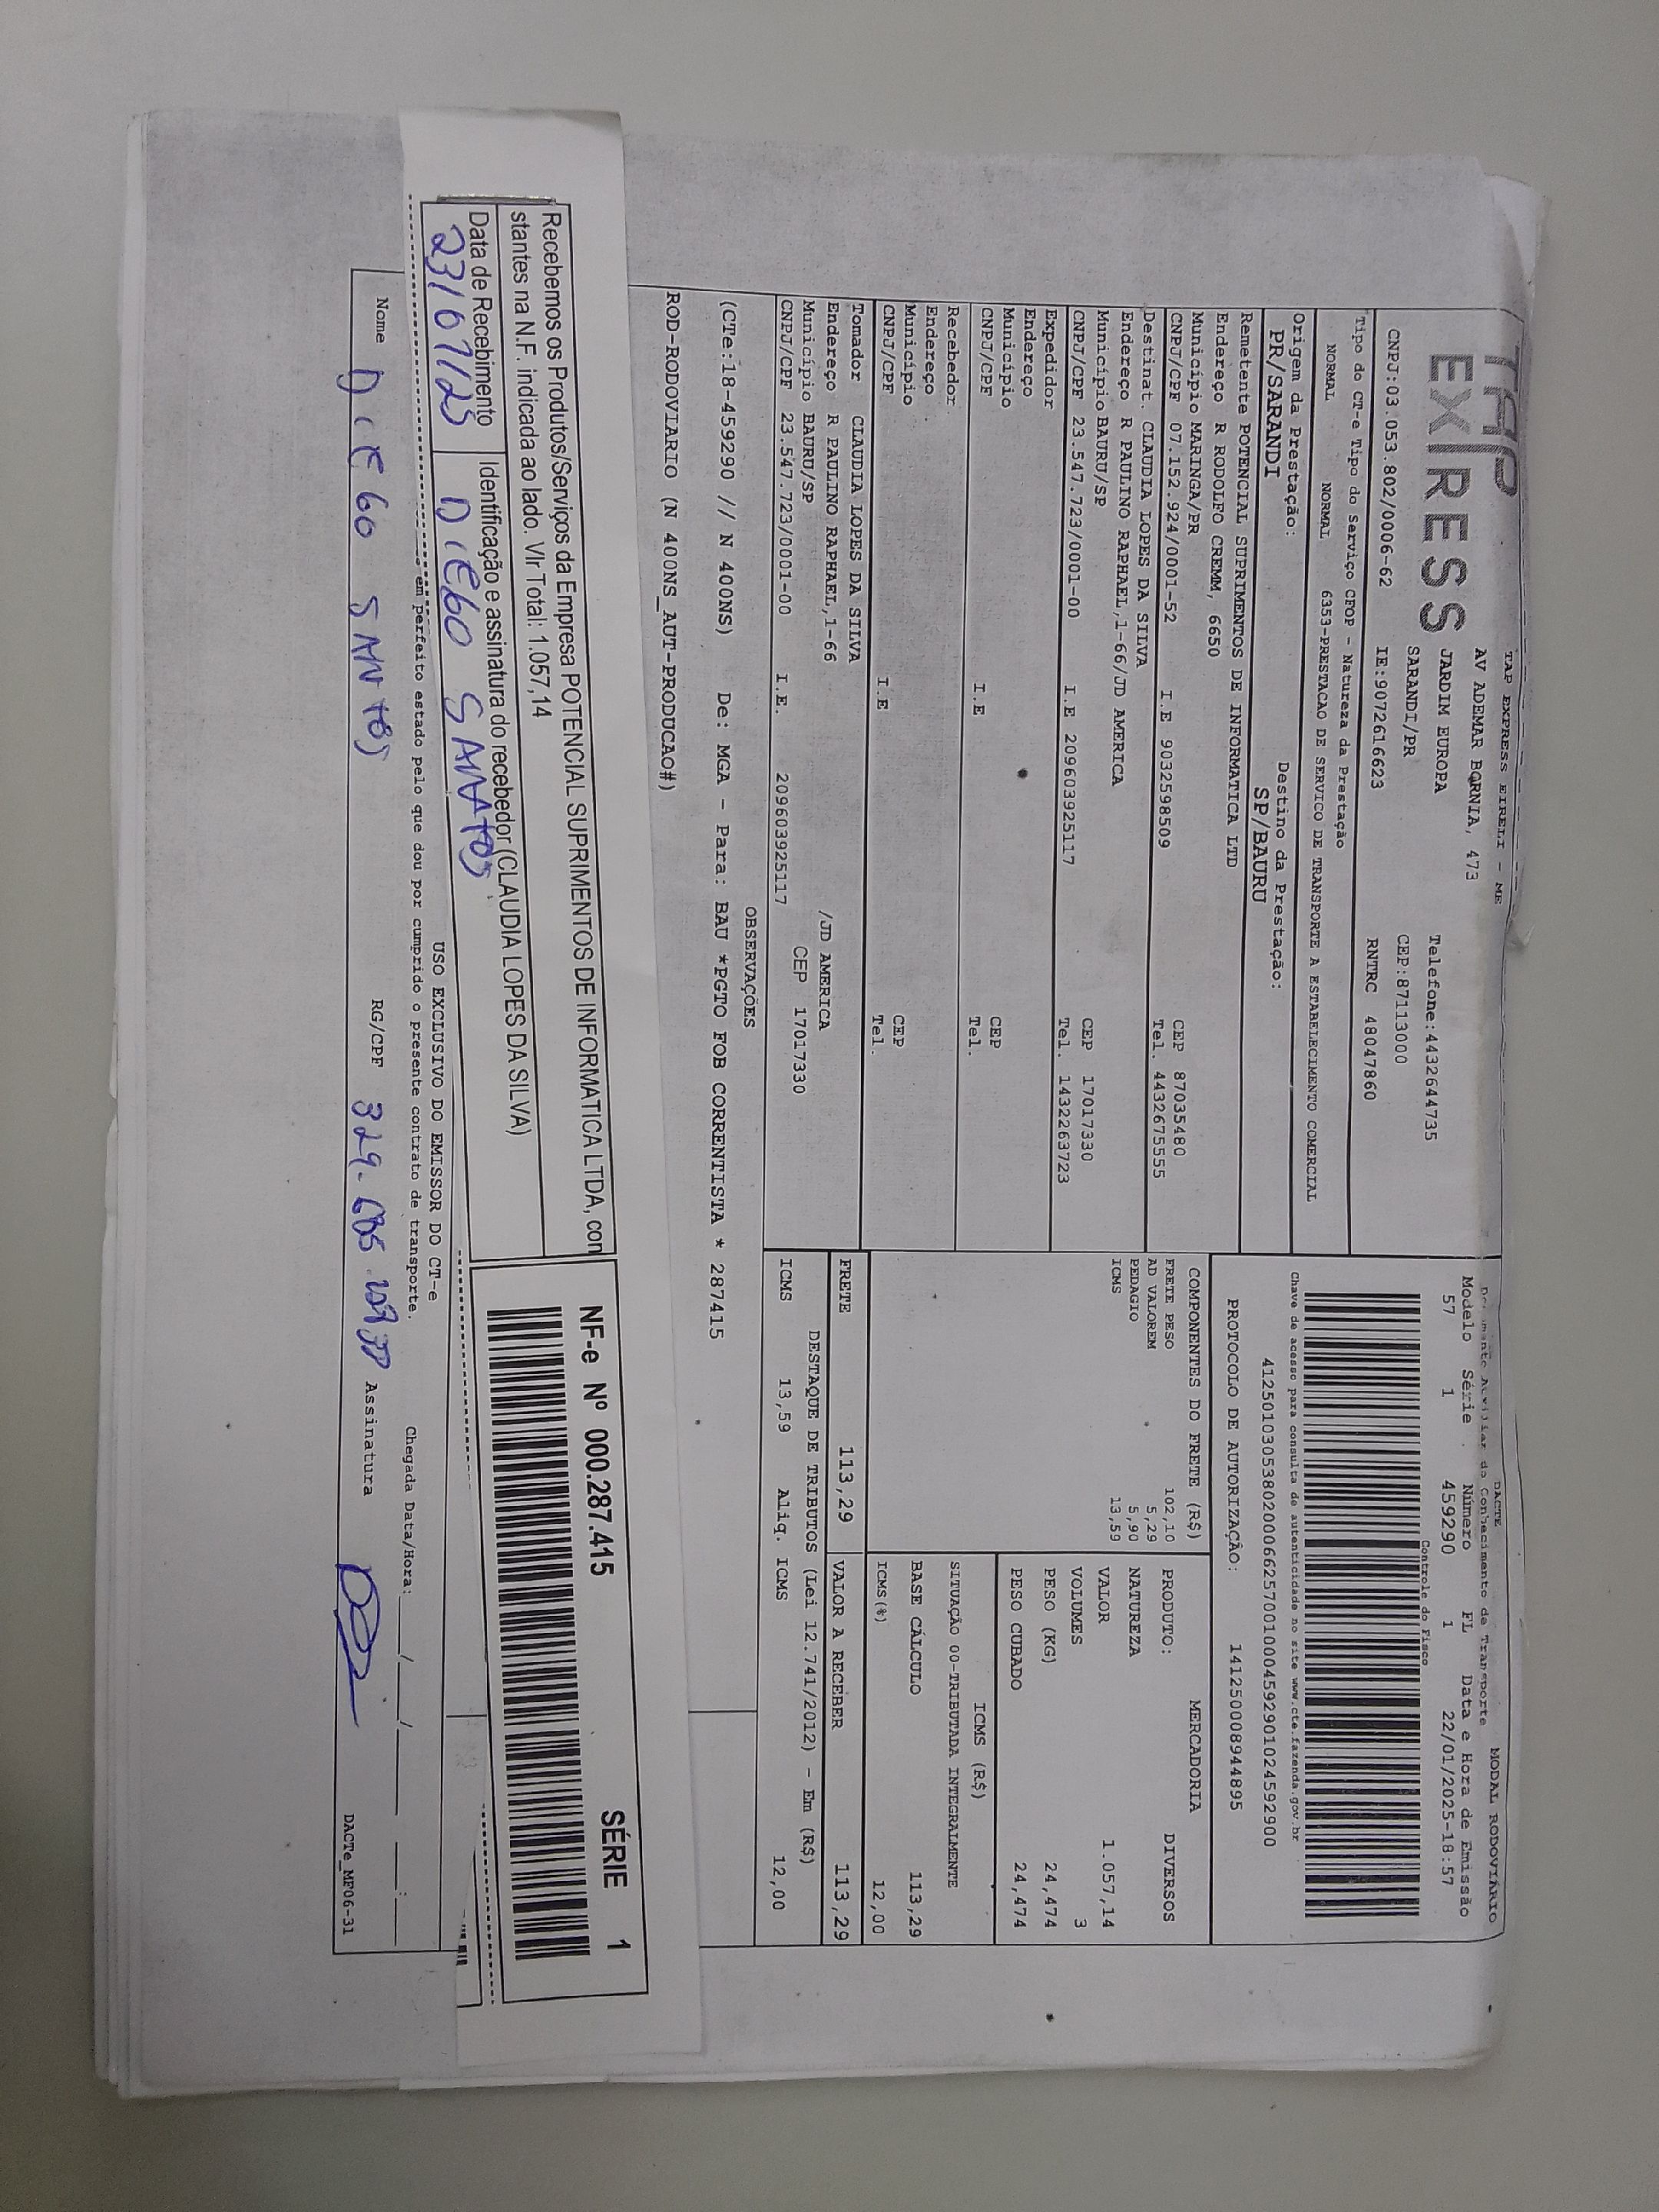 TAP EXPRESS
TAP EXPRESS EIRELI - ME
AV ADEMAR BORNIA, 473
JARDIM EUROPA
SARANDI/PR
Telefone:4432644735
CEP:87113000
CNPJ:03.053.802/0006-62 IE:9072616623 RNTRC 48047860
DACTE MODAL RODOVIÁRIO
Documento Auxiliar do Conhecimento de Transporte
Modelo Série Número FL Data e Hora de Emissão
57 1 459290 1 22/01/2025-18:57
Controle do Fisco
Tipo do CT-e Tipo do Serviço CFOP - Natureza da Prestação
NORMAL NORMAL 6353-PRESTACAO DE SERVICO DE TRANSPORTE A ESTABELECIMENTO COMERCIAL
Chave de acesso para consulta de autenticidade no site www.cte.fazenda.gov.br
41250103053802000662570010004592901024592900
PROTOCOLO DE AUTORIZAÇÃO: 141250008944895
Origem da Prestação: Destino da Prestação:
PR/SARANDI SP/BAURU
Remetente POTENCIAL SUPRIMENTOS DE INFORMATICA LTD
Endereço R RODOLFO CREMM, 6650
Município MARINGA/PR CEP 87035480
CNPJ/CPF 07.152.924/0001-52 I.E 9032598509 Tel. 4432675555
Destinat. CLAUDIA LOPES DA SILVA
Endereço R PAULINO RAPHAEL,1-66/JD AMERICA
Município BAURU/SP CEP 17017330
CNPJ/CPF 23.547.723/0001-00 I.E 209603925117 Tel. 1432263723
Expedidor
Endereço
Município CEP
CNPJ/CPF I.E Tel.
Recebedor
Endereço
Município CEP
CNPJ/CPF I.E Tel.
Tomador CLAUDIA LOPES DA SILVA
Endereço R PAULINO RAPHAEL,1-66 /JD AMERICA
Município BAURU/SP CEP 17017330
CNPJ/CPF 23.547.723/0001-00 I.E. 209603925117
COMPONENTES DO FRETE (R$)
FRETE PESO 102,10
AD VALOREM 5,29
PEDAGIO 5,90
ICMS 13,59
MERCADORIA
PRODUTO: DIVERSOS
NATUREZA
VALOR 1.057,14
VOLUMES 3
PESO (KG) 24,474
PESO CUBADO 24,474
ICMS (R$)
SITUAÇÃO 00-TRIBUTADA INTEGRALMENTE
BASE CÁLCULO 113,29
ICMS(%) 12,00
FRETE 113,29 VALOR A RECEBER 113,29
DESTAQUE DE TRIBUTOS (Lei 12.741/2012) - Em (R$)
ICMS 13,59 Aliq. ICMS 12,00
OBSERVAÇÕES
(CTe:18-459290 // N 400NS) De: MGA - Para: BAU *PGTO FOB CORRENTISTA * 287415
ROD-RODOVIARIO (N 400NS_AUT-PRODUCAO#)
Recebemos os Produtos/Serviços da Empresa POTENCIAL SUPRIMENTOS DE INFORMATICA LTDA, con
stantes na N.F. indicada ao lado. Vlr Total: 1.057,14
Data de Recebimento Identificação e assinatura do recebedor (CLAUDIA LOPES DA SILVA)
DIEGO SANTOS
NF-e Nº 000.287.415 SÉRIE 1
USO EXCLUSIVO DO EMISSOR DO CT-e
em perfeito estado pelo que dou por cumprido o presente contrato de transporte.
Chegada Data/Hora: ___/___/___ __:__
Nome DIEGO SANTOS RG/CPF Assinatura
DACTe_MF06-31